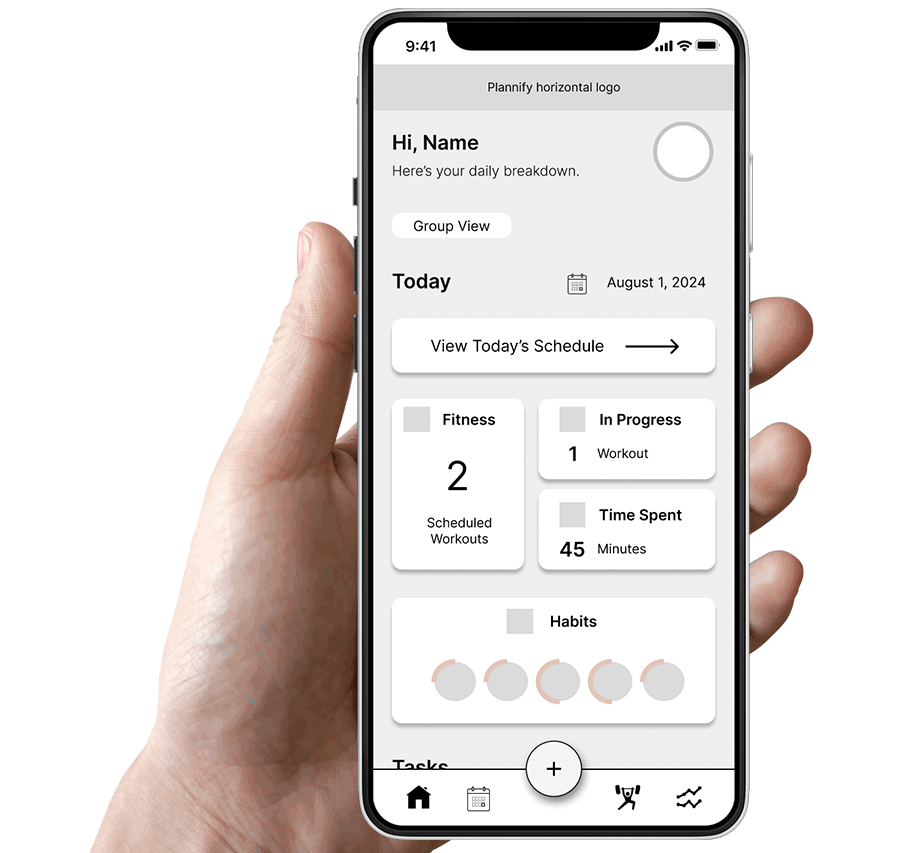 9:41
Plannify horizontal logo
Hi, Name
Here's your daily breakdown.
Group View
Today
August 1, 2024
View Today's Schedule
Fitness
2
Scheduled
Workouts
In Progress
1 Workout
Time Spent
45 Minutes
Habits
Tasks
+